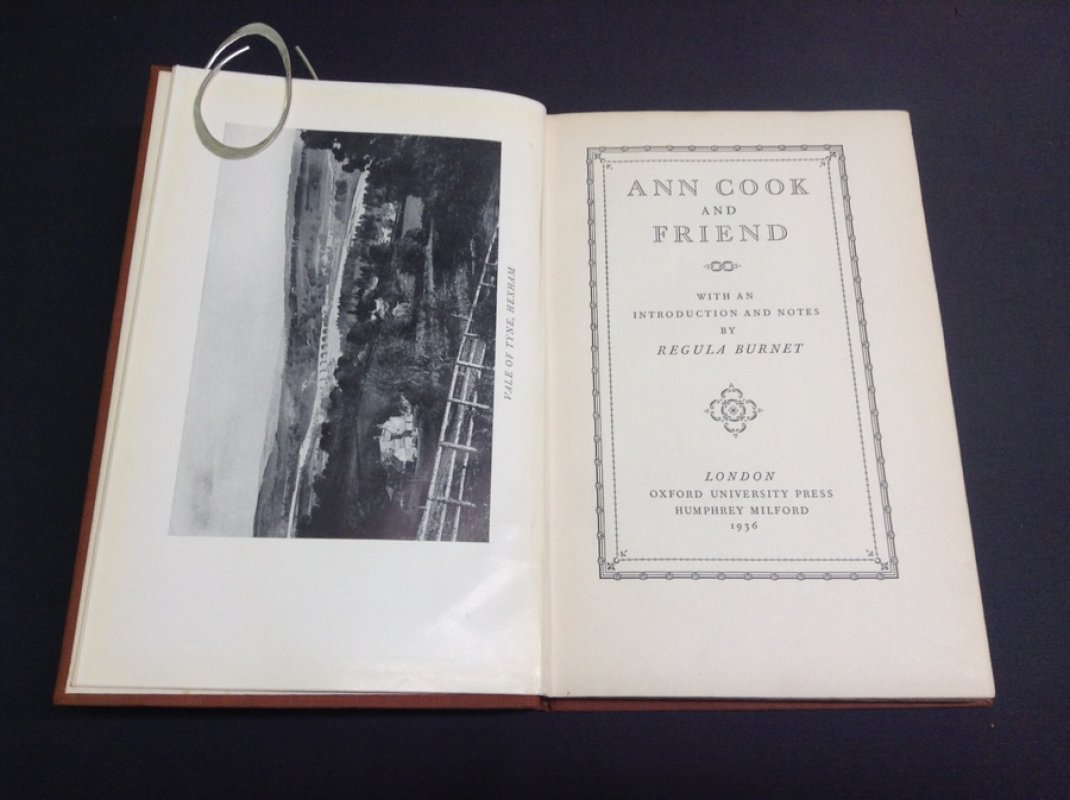 VALE OF TYNE, HEXHAM
ANN COOK
AND
FRIEND
WITH AN
INTRODUCTION AND NOTES
BY
REGULA BURNET
LONDON
OXFORD UNIVERSITY PRESS
HUMPHREY MILFORD
1936